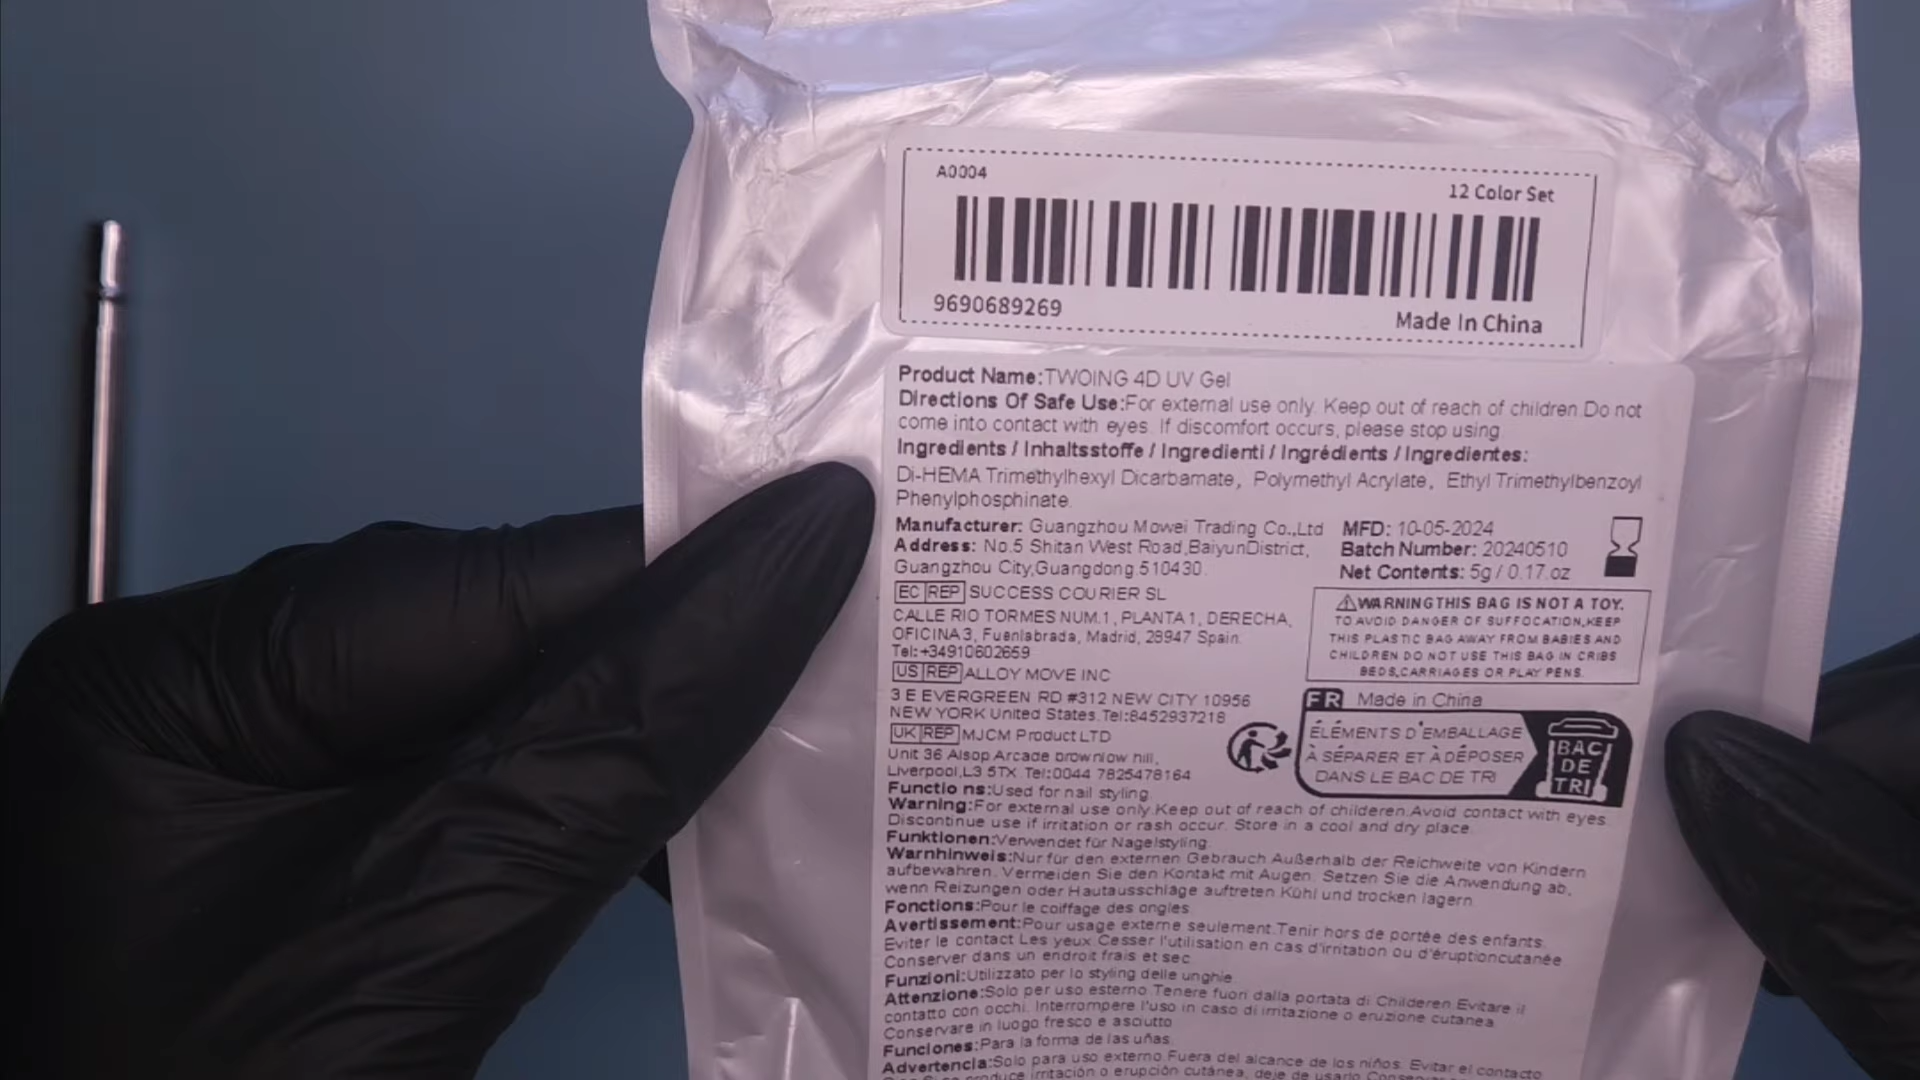 A0004
12 Color Set
9690689269
Made In China
Product Name:TWOING 4D UV Gel
Directions Of Safe Use:For external use only. Keep out of reach of children.Do not
come into contact with eyes. If discomfort occurs, please stop using.
Ingredients / Inhaltsstoffe / Ingredienti / Ingrédients / Ingredientes:
Di-HEMA Trimethylhexyl Dicarbamate, Polymethyl Acrylate, Ethyl Trimethylbenzoyl
Phenylphosphinate.
Manufacturer: Guangzhou Mowei Trading Co.,Ltd
Address: No.5 Shitan West Road,BaiyunDistrict,
Guangzhou City,Guangdong.510430.
MFD: 10-05-2024
Batch Number: 20240510
Net Contents: 5g / 0.17.oz
EC REP SUCCESS COURIER SL
CALLE RIO TORMES NUM.1, PLANTA 1, DERECHA,
OFICINA3, Fuenlabrada, Madrid, 28947 Spain.
Tel:+34910602659
US REP ALLOY MOVE INC
3 E EVERGREEN RD #312 NEW CITY 10956
NEW YORK United States.Tel:8452937218
UK REP MJCM Product LTD
Unit 36 Alsop Arcade brownlow hill,
Liverpool,L3 5TX Tel:0044 7825478164
WARNING THIS BAG IS NOT A TOY.
TO AVOID DANGER OF SUFFOCATION,KEEP
THIS PLASTIC BAG AWAY FROM BABIES AND
CHILDREN DO NOT USE THIS BAG IN CRIBS
BEDS,CARRIAGES OR PLAY PENS.
FR Made in China
ÉLÉMENTS D'EMBALLAGE
À SÉPARER ET À DÉPOSER
DANS LE BAC DE TRI
BAC
DE
TRI
Functio ns:Used for nail styling.
Warning:For external use only.Keep out of reach of childeren.Avoid contact with eyes.
Discontinue use if irritation or rash occur. Store in a cool and dry place.
Funktionen:Verwendet für Nagelstyling.
Warnhinweis:Nur für den externen Gebrauch Außerhalb der Reichweite von Kindern
aufbewahren. Vermeiden Sie den Kontakt mit Augen. Setzen Sie die Anwendung ab,
wenn Reizungen oder Hautausschläge auftreten Kühl und trocken lagern.
Fonctions:Pour le coiffage des ongles.
Avertissement:Pour usage externe seulement.Tenir hors de portée des enfants.
Eviter le contact Les yeux.Cesser l'utilisation en cas d'irritation ou d'éruptioncutanée
Conserver dans un endroit frais et sec.
Funzioni:Utilizzato per lo styling delle unghie.
Attenzione:Solo per uso esterno.Tenere fuori dalla portata di Childeren.Evitare il
contatto con occhi. Interrompere l'uso in caso di irritazione o eruzione cutanea.
Conservare in luogo fresco e asciutto.
Funciones:Para la forma de las uñas.
Advertencia:Solo para uso externo.Fuera del alcance de los niños. Evitar el contacto
produce irritación o erupción cutánea, deje de usarlo